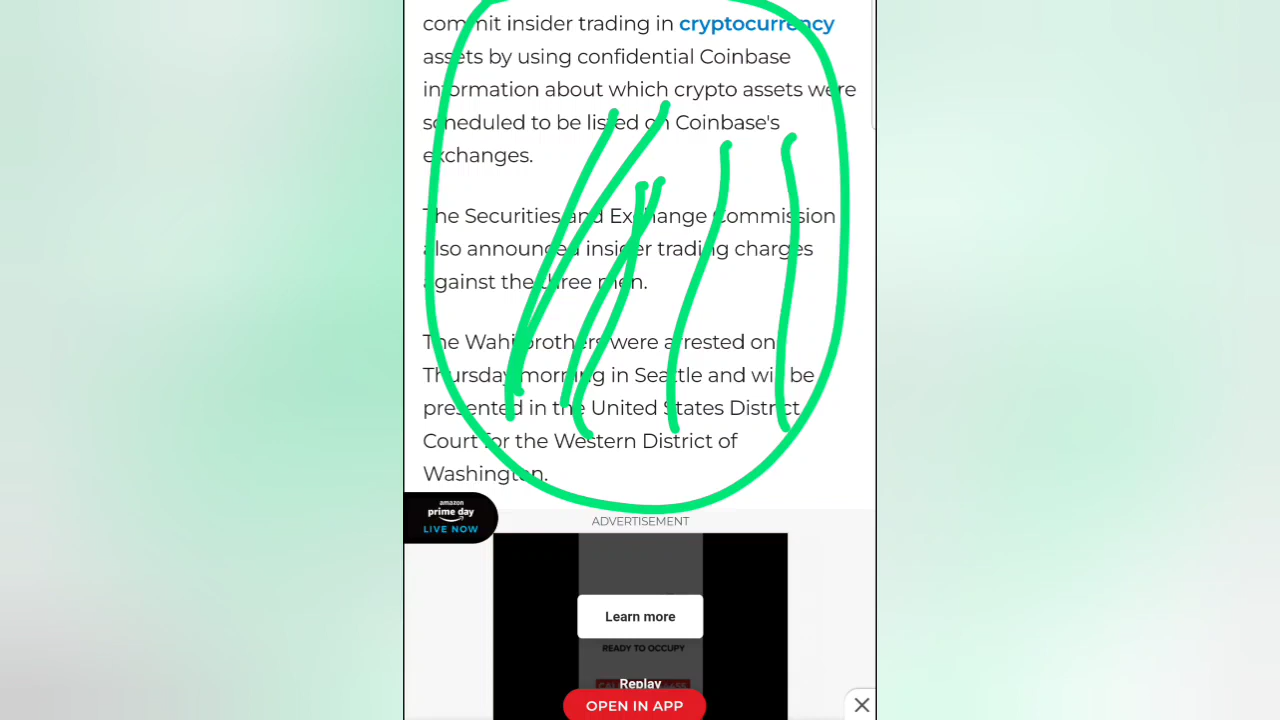 commit insider trading in cryptocurrency
assets by using confidential Coinbase
information about which crypto assets were
scheduled to be listed on Coinbase's
exchanges.
The Securities and Exchange Commission
also announced insider trading charges
against the three men.
The Wahi brothers were arrested on
Thursday morning in Seattle and will be
presented in the United States District
Court for the Western District of
Washington.
amazon
prime day
LIVE NOW
ADVERTISEMENT
Learn more
READY TO OCCUPY
Replay
OPEN IN APP